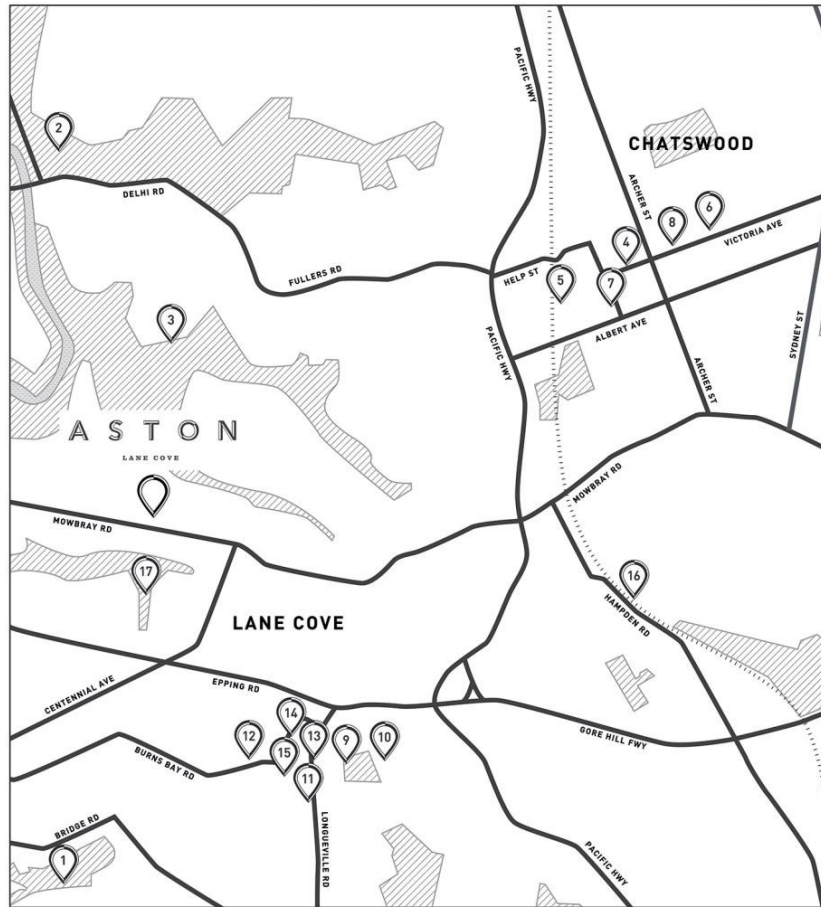 PACIFIC HWY
2
CHATSWOOD
DELHI RD
ARCHER ST
6
8
4
VICTORIA AVE
FULLERS RD
HELP ST
5
7
3
ALBERT AVE
PACIFIC HWY
SYDNEY ST
ARCHER ST
ASTON
LANE COVE
MOWBRAY RD
MOWBRAY RD
17
16
HAMPDEN RD
LANE COVE
CENTENNIAL AVE
EPPING RD
14
12
13
9
10
GORE HILL FWY
15
BURNS BAY RD
11
BRIDGE RD
LONGUEVILLE RD
1
PACIFIC HWY